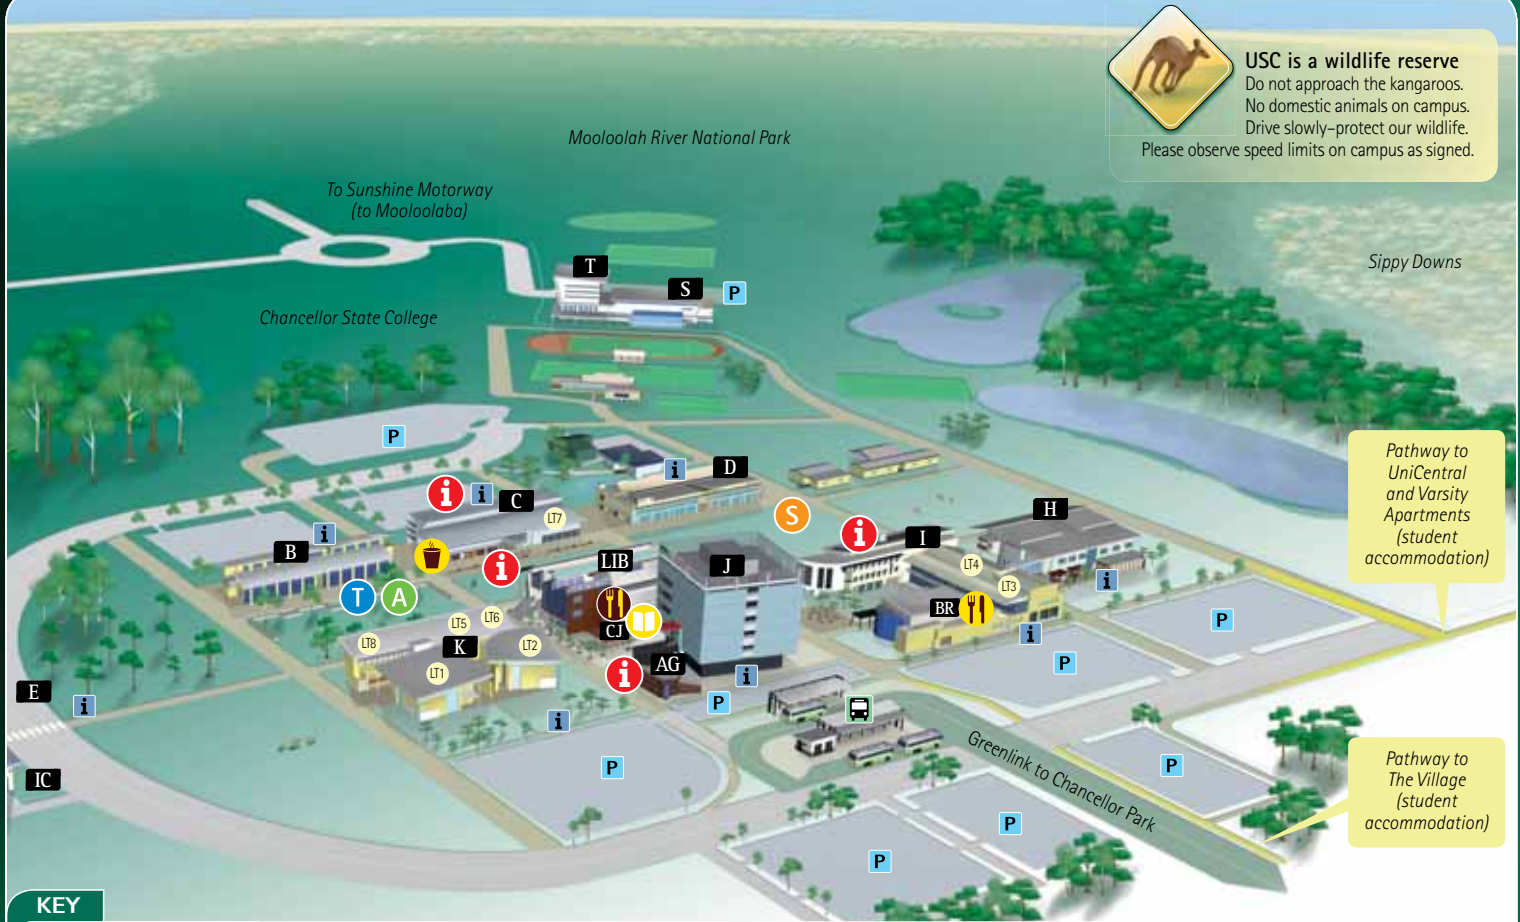 USC is a wildlife reserve
Do not approach the kangaroos.
No domestic animals on campus.
Drive slowly–protect our wildlife.
Please observe speed limits on campus as signed.
Mooloolah River National Park
To Sunshine Motorway
(to Mooloolaba)
Sippy Downs
T
S
P
Chancellor State College
P
Pathway to
UniCentral
and Varsity
Apartments
(student
accommodation)
i
D
i
i
C
LT7
S
H
i
B
i
I
LIB
J
LT4
i
LT3
i
T
A
BR
P
LT5
LT6
CJ
i
LT8
K
LT2
LT1
i
AG
i
P
P
E
i
i
P
IC
P
P
Greenlink to Chancellor Park
Pathway to
The Village
(student
accommodation)
P
P
KEY